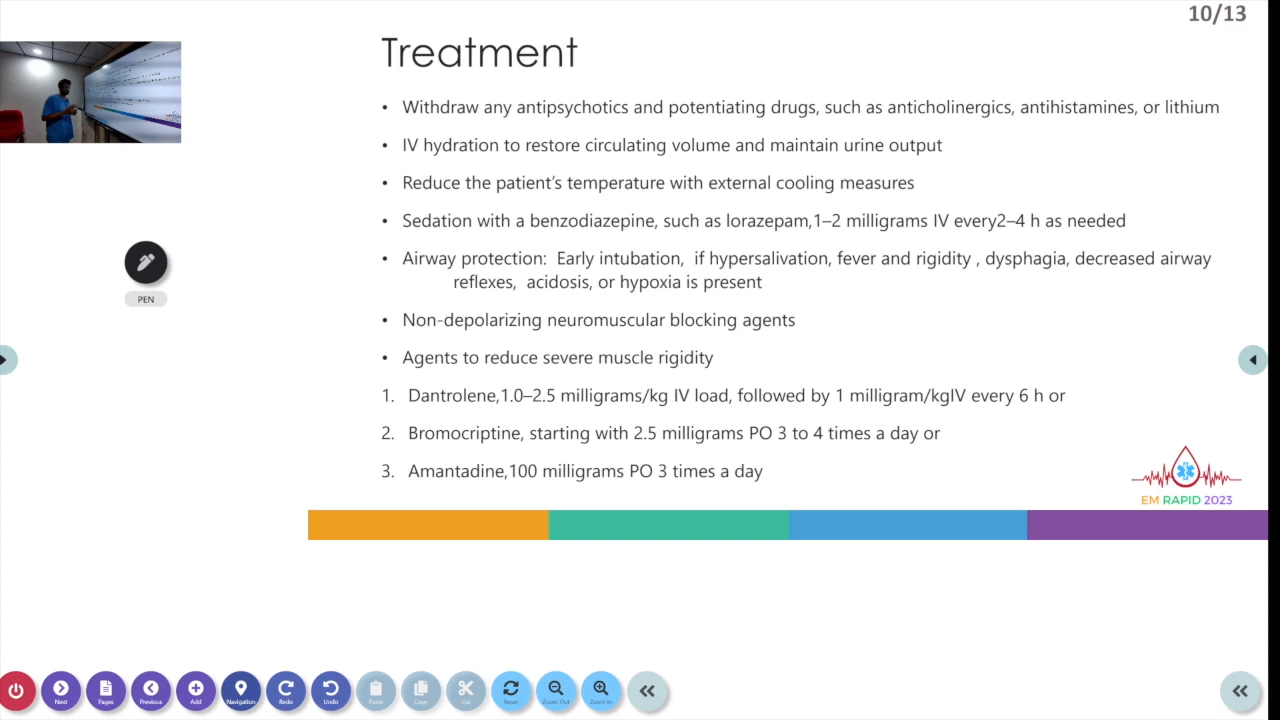 10/13
Treatment
• Withdraw any antipsychotics and potentiating drugs, such as anticholinergics, antihistamines, or lithium
• IV hydration to restore circulating volume and maintain urine output
• Reduce the patient's temperature with external cooling measures
• Sedation with a benzodiazepine, such as lorazepam,1–2 milligrams IV every2–4 h as needed
• Airway protection: Early intubation, if hypersalivation, fever and rigidity , dysphagia, decreased airway
reflexes, acidosis, or hypoxia is present
• Non-depolarizing neuromuscular blocking agents
• Agents to reduce severe muscle rigidity
1. Dantrolene,1.0–2.5 milligrams/kg IV load, followed by 1 milligram/kgIV every 6 h or
2. Bromocriptine, starting with 2.5 milligrams PO 3 to 4 times a day or
3. Amantadine,100 milligrams PO 3 times a day
EM RAPID 2023
PEN
Next Pages Previous Add Navigation Redo Undo Paste Copy Cut Reset Zoom Out Zoom In